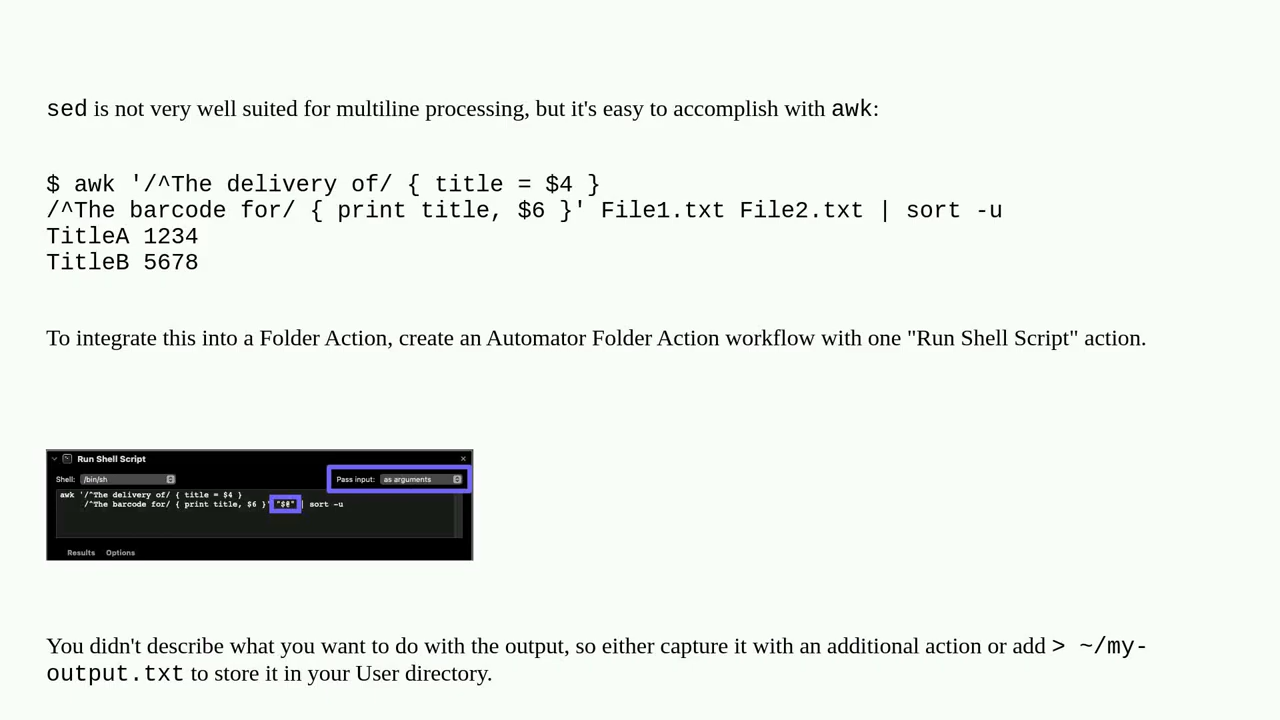 sed is not very well suited for multiline processing, but it's easy to accomplish with awk:
$ awk '/^The delivery of/ { title = $4 }
/^The barcode for/ { print title, $6 }' File1.txt File2.txt | sort -u
TitleA 1234
TitleB 5678
To integrate this into a Folder Action, create an Automator Folder Action workflow with one "Run Shell Script" action.
Run Shell Script
Shell: /bin/sh Pass input: as arguments
awk '/^The delivery of/ { title = $4 }
/^The barcode for/ { print title, $6 }' "$@" | sort -u
Results Options
You didn't describe what you want to do with the output, so either capture it with an additional action or add > ~/my-
output.txt to store it in your User directory.